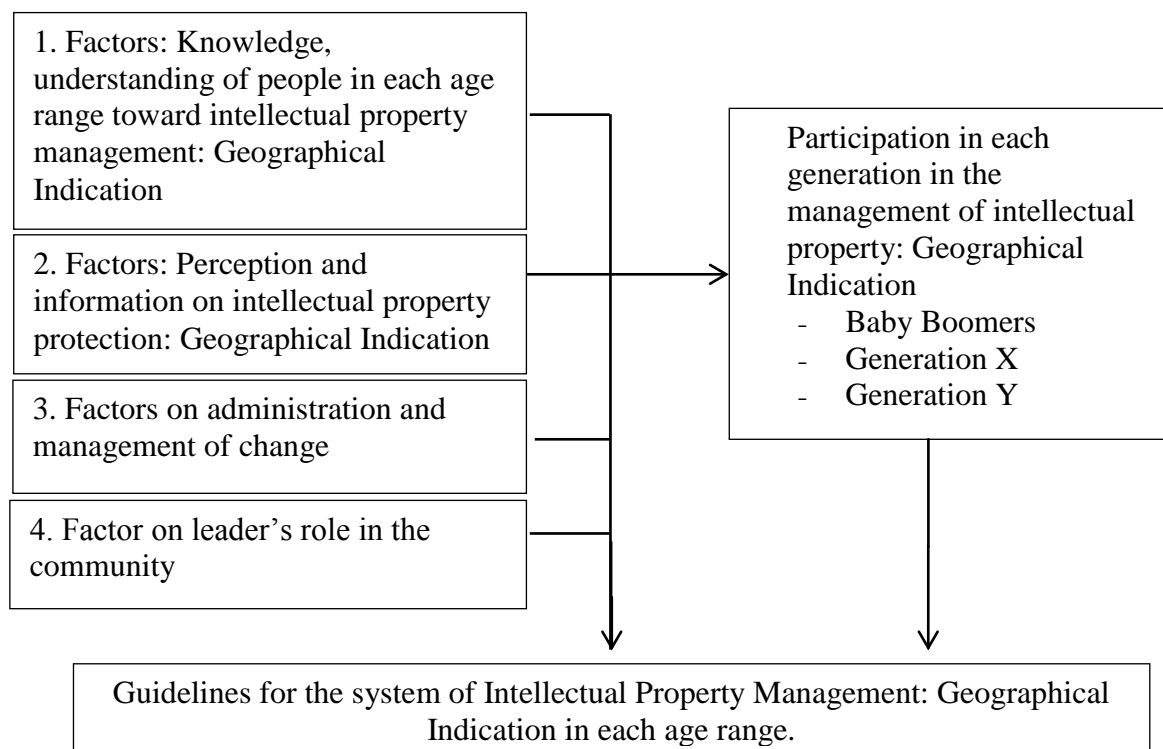 1. Factors: Knowledge,
understanding of people in each age
range toward intellectual property
management: Geographical
Indication
2. Factors: Perception and
information on intellectual property
protection: Geographical Indication
3. Factors on administration and
management of change
4. Factor on leader’s role in the
community
Participation in each
generation in the
management of intellectual
property: Geographical
Indication
- Baby Boomers
- Generation X
- Generation Y
Guidelines for the system of Intellectual Property Management: Geographical
Indication in each age range.